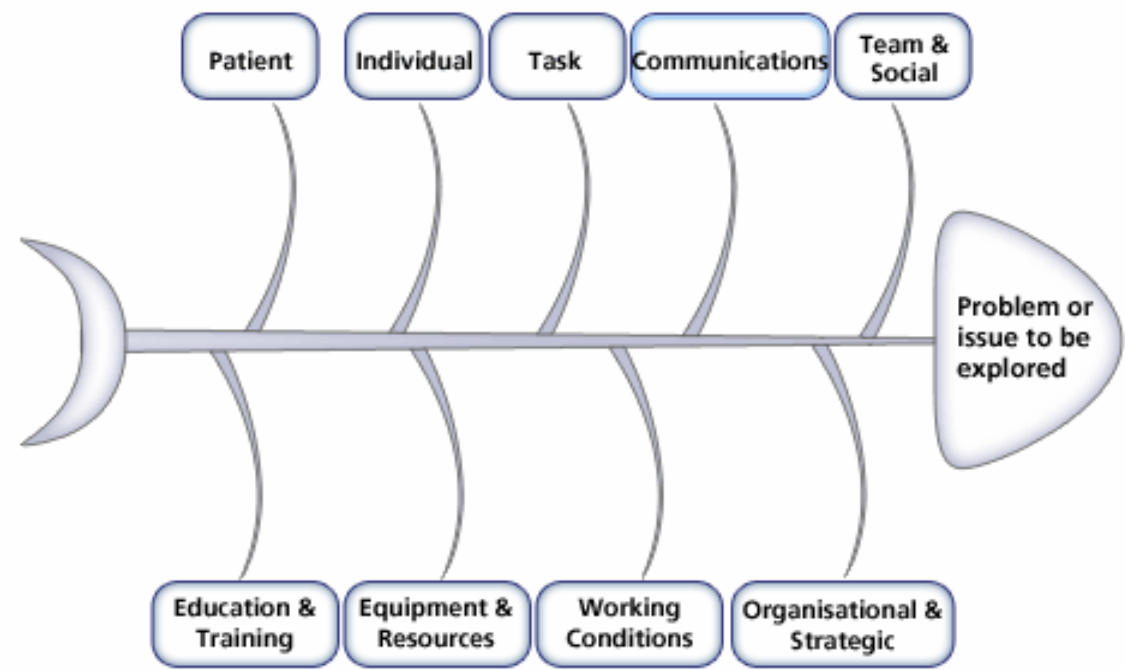 Patient
Individual
Task
Communications
Team &
Social
Problem or
issue to be
explored
Education &
Training
Equipment &
Resources
Working
Conditions
Organisational &
Strategic